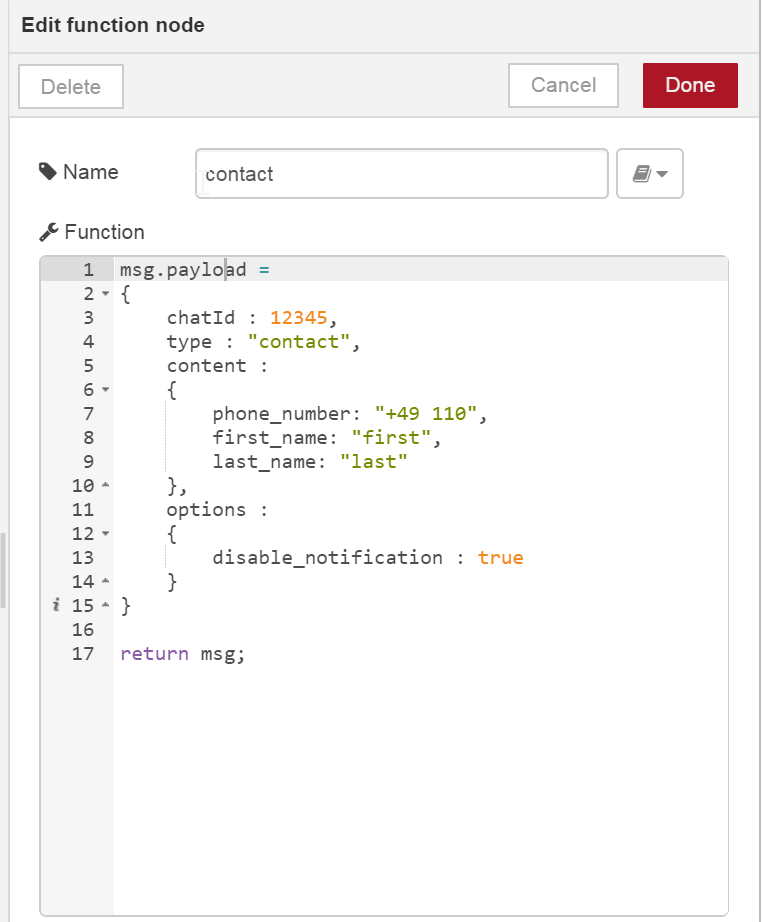 Edit function node
Delete Cancel Done
Name contact
Function
1 msg.payload =
2 {
3     chatId : 12345,
4     type : "contact",
5     content :
6     {
7         phone_number: "+49 110",
8         first_name: "first",
9         last_name: "last"
10     },
11     options :
12     {
13         disable_notification : true
14     }
i 15 }
16
17 return msg;